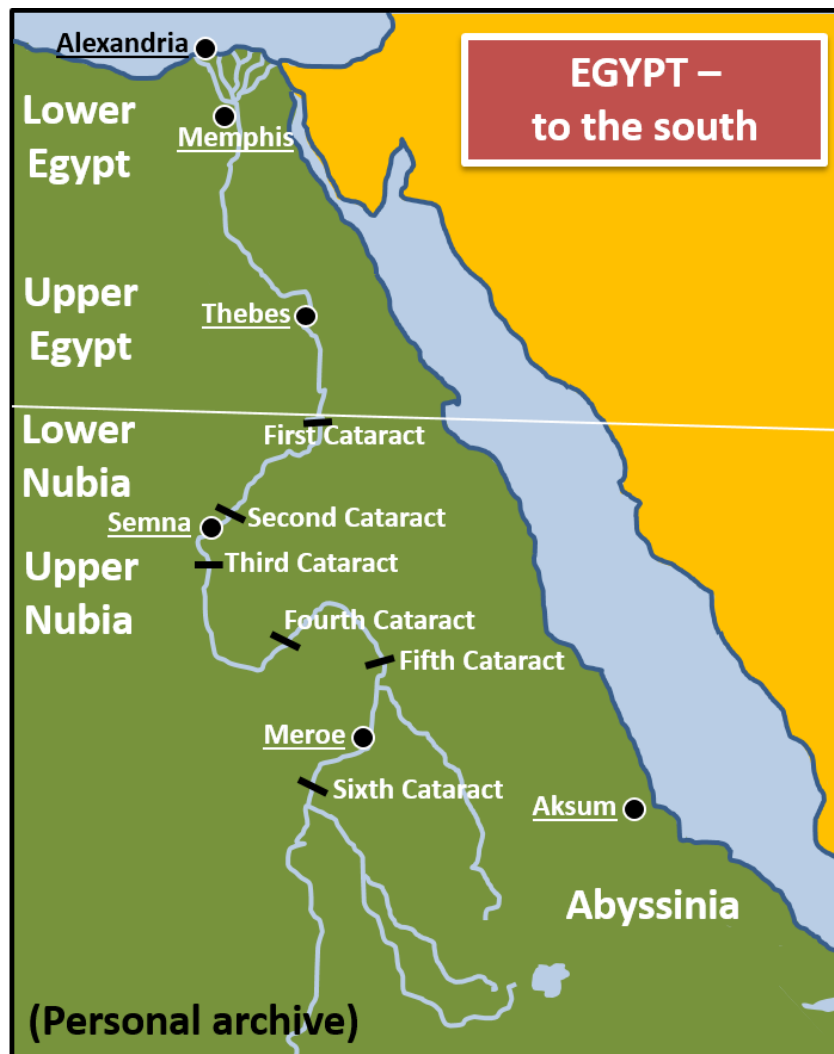 Alexandria
EGYPT –
to the south
Lower
Egypt
Memphis
Upper
Egypt
Thebes
Lower
Nubia
First Cataract
Semna
Second Cataract
Upper
Nubia
Third Cataract
Fourth Cataract
Fifth Cataract
Meroe
Sixth Cataract
Aksum
Abyssinia
(Personal archive)